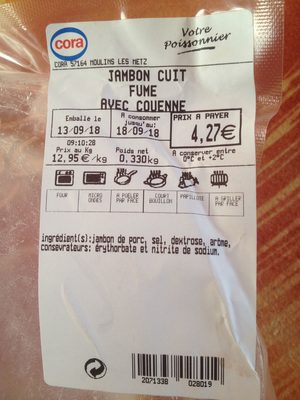 cora
Votre
Poissonnier
CORA 57164 MOULINS LES METZ
JAMBON CUIT
FUME
AVEC COUENNE
Emballé le
13/09/18
09:10:28
A consommer
jusqu'au:
18/09/18
PRIX A PAYER
4,27€
Prix au Kg
12,95 €/kg
Poids net
0,330kg
A conserver entre
0°C et +2°C
FOUR
MICRO ONDES
A POELER PAR FACE
COURT BOUILLON
PAPILLOTE
A GRILLER PAR FACE
ingrédient(s):jambon de porc, sel, dextrose, arôme,
consevrateurs: érythorbate et nitrite de sodium.
2071338
028019